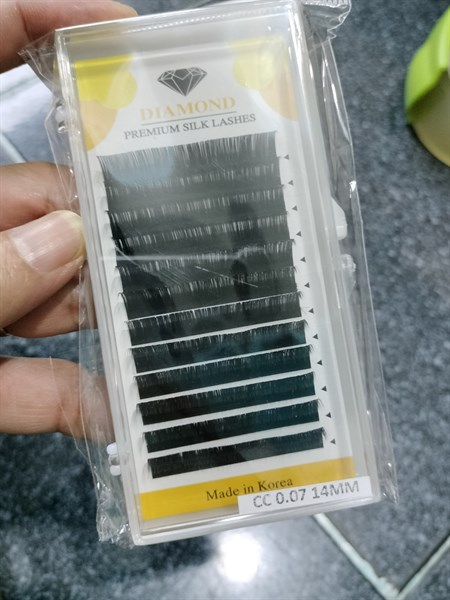 DIAMOND
PREMIUM SILK LASHES
Made in Korea
CC 0.07 14MM